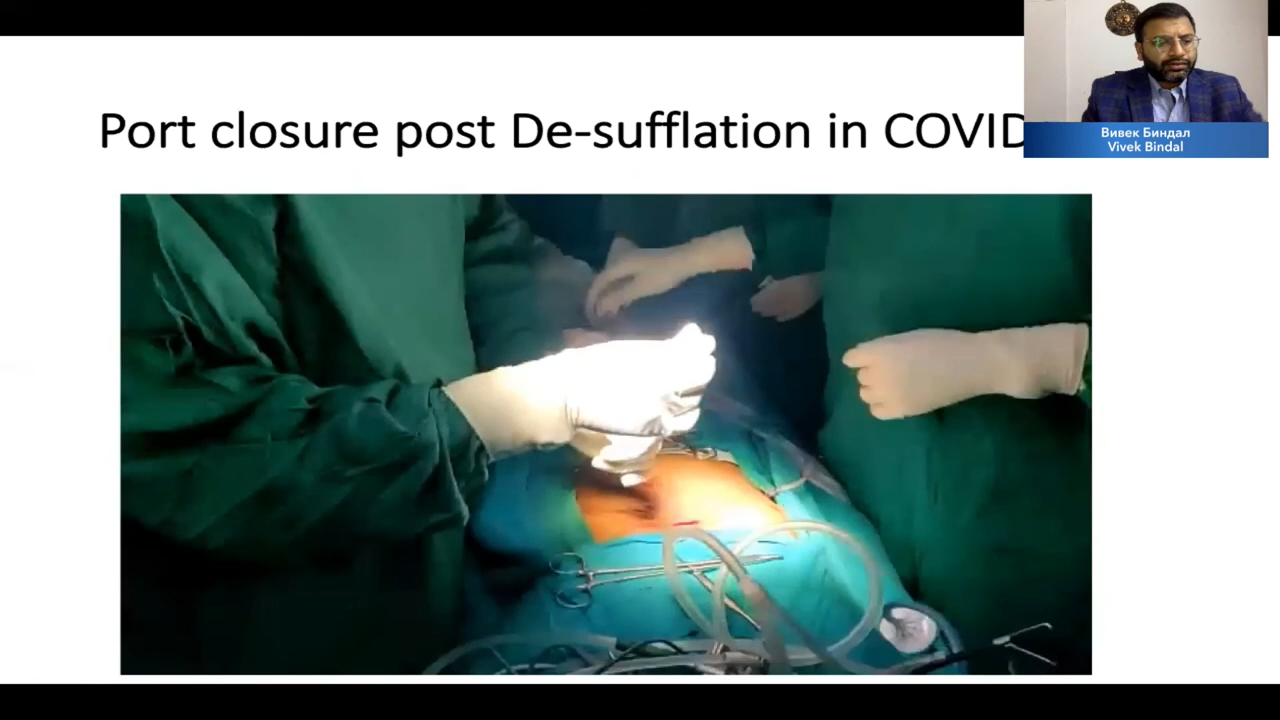 Port closure post De-sufflation in COVID
Вивек Биндал
Vivek Bindal